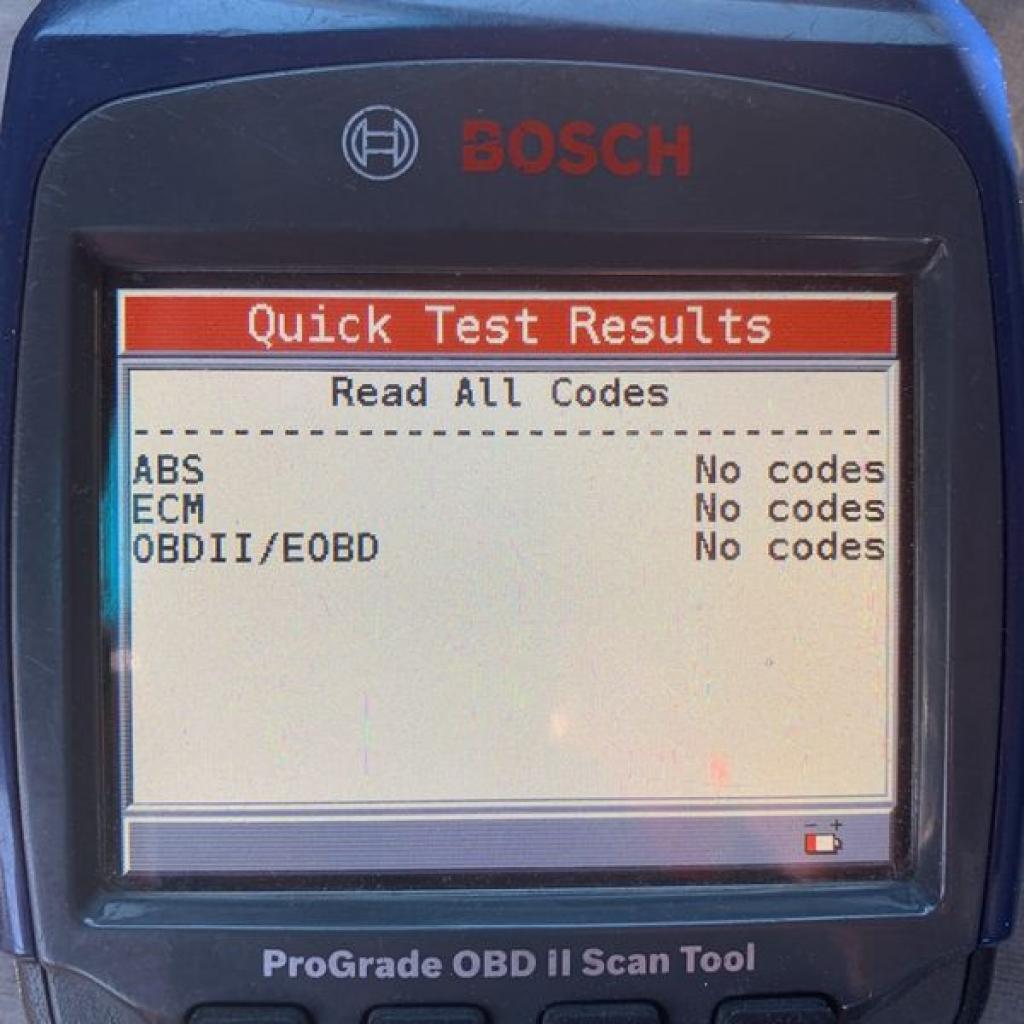 BOSCH
Quick Test Results
Read All Codes
------------------------------
ABS No codes
ECM No codes
OBDII/EOBD No codes
- +
ProGrade OBD II Scan Tool